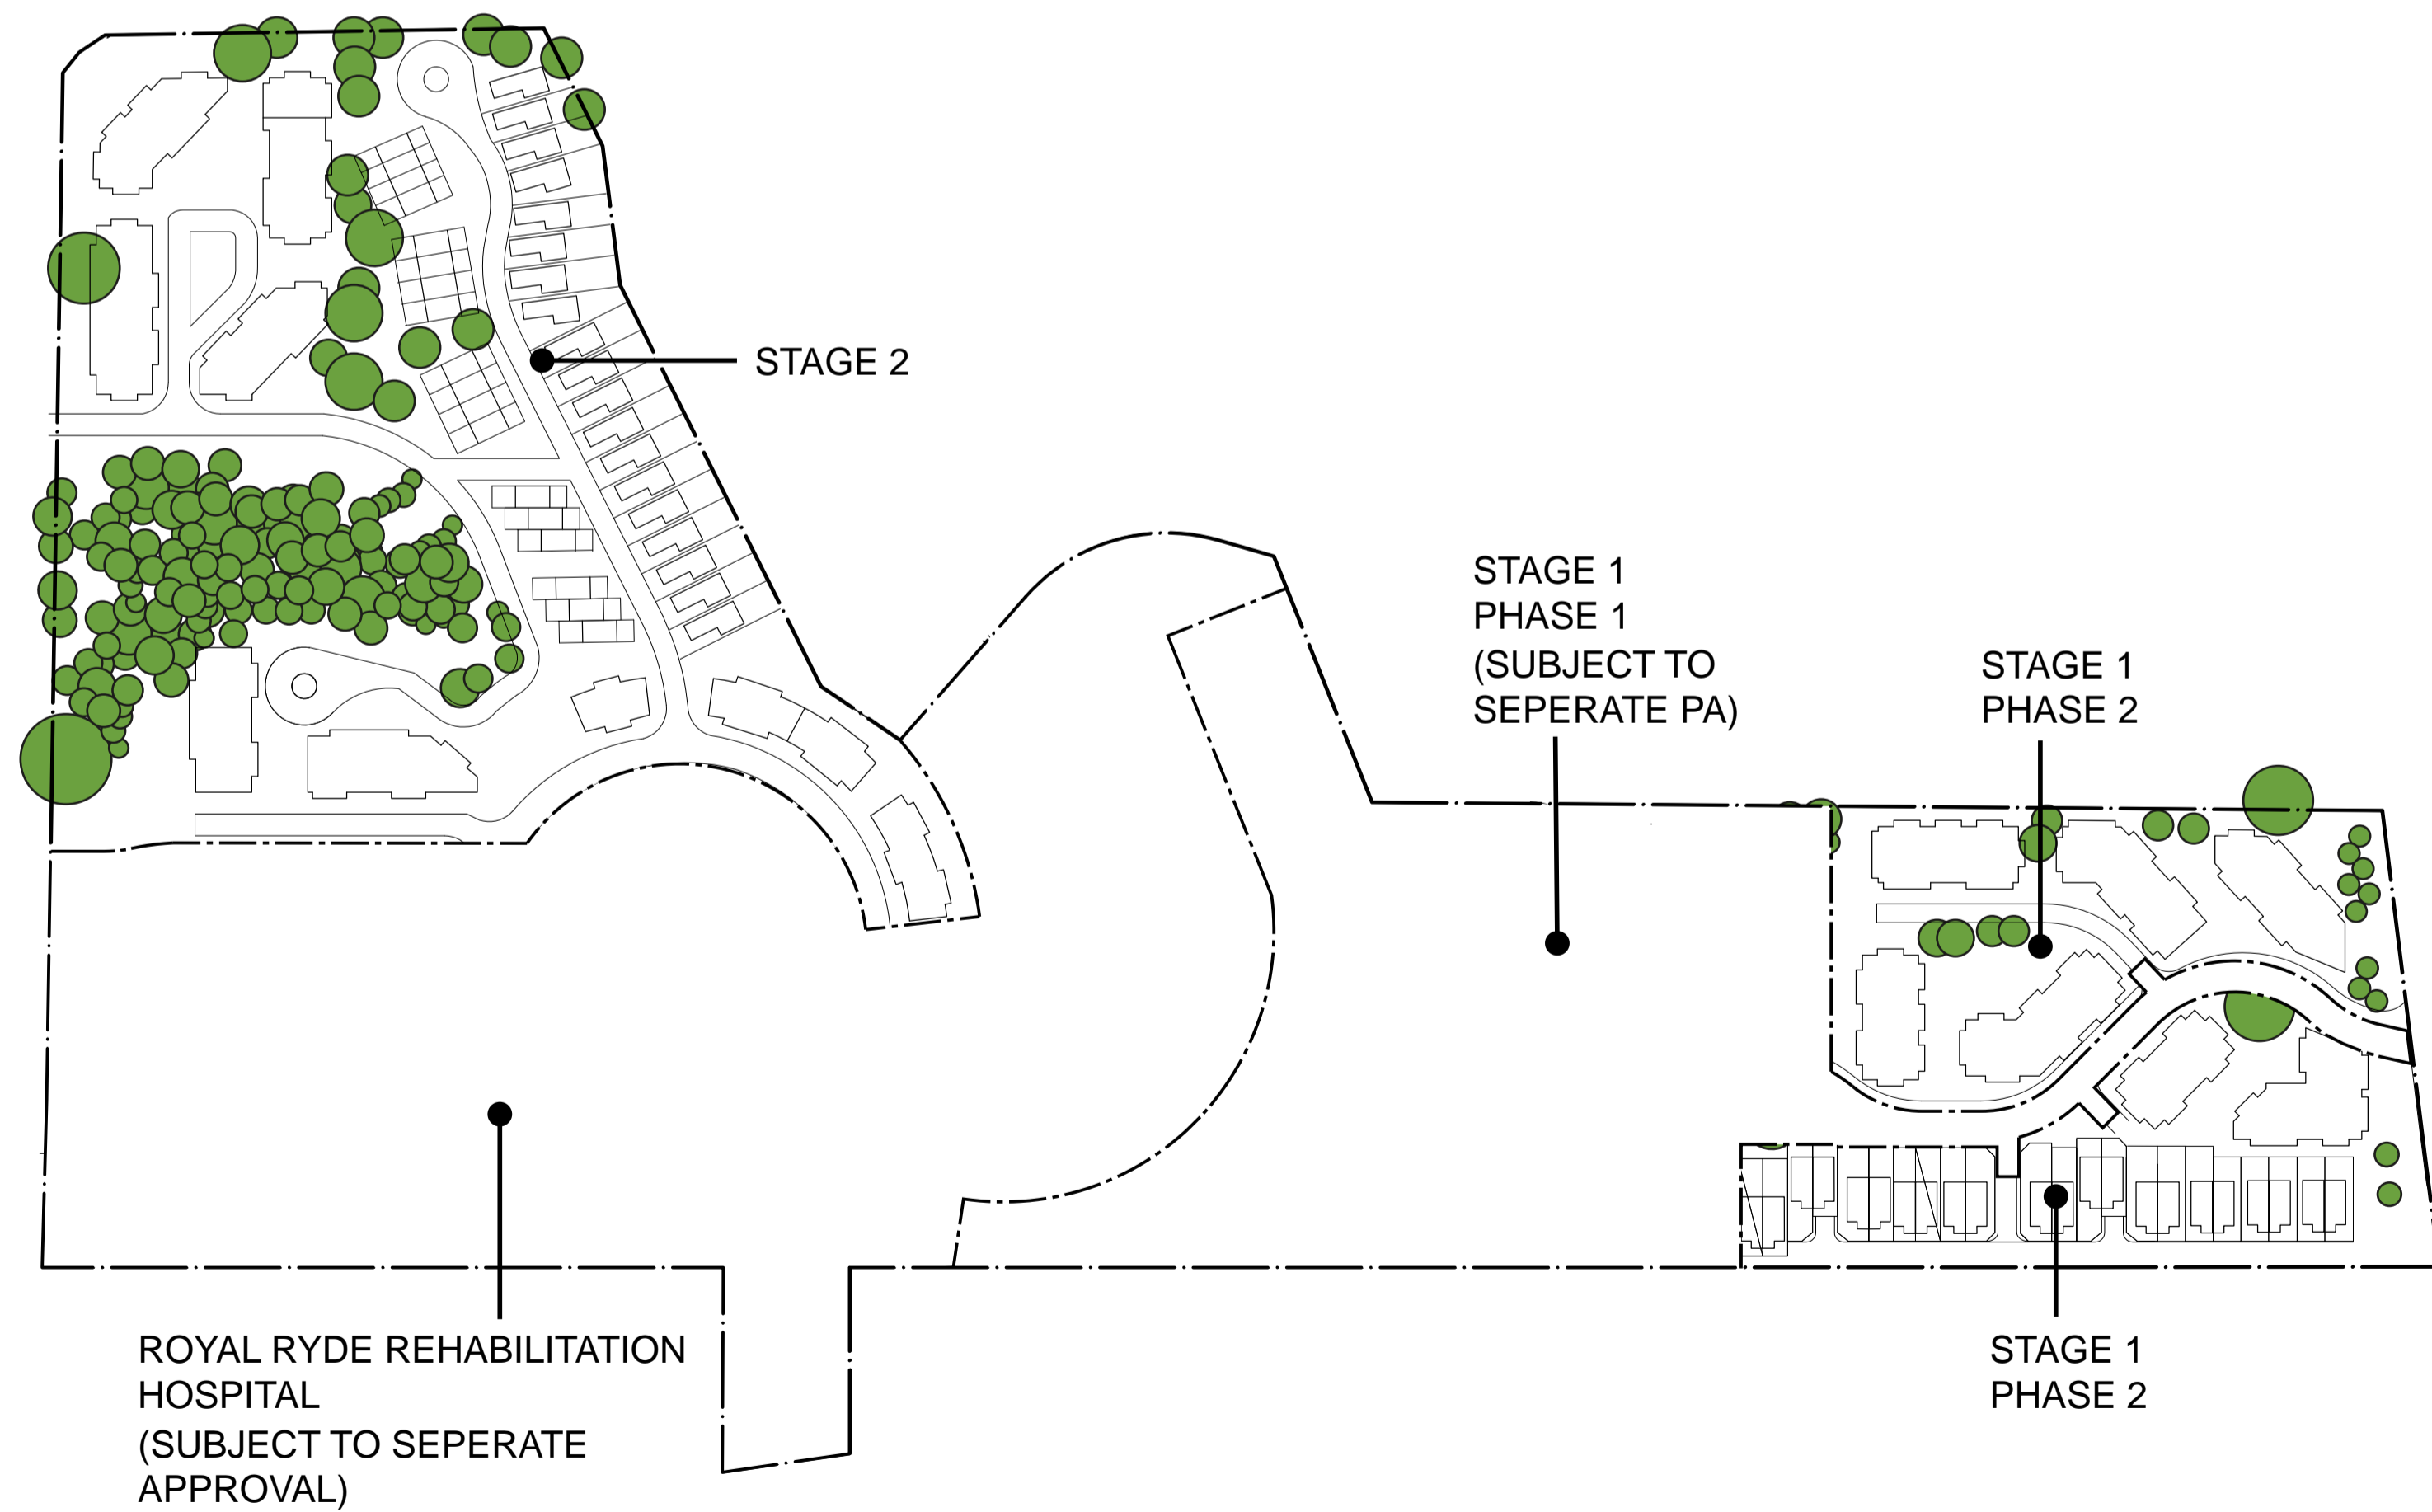 STAGE 2
STAGE 1
PHASE 1
(SUBJECT TO
SEPERATE PA)
STAGE 1
PHASE 2
ROYAL RYDE REHABILITATION
HOSPITAL
(SUBJECT TO SEPERATE
APPROVAL)
STAGE 1
PHASE 2